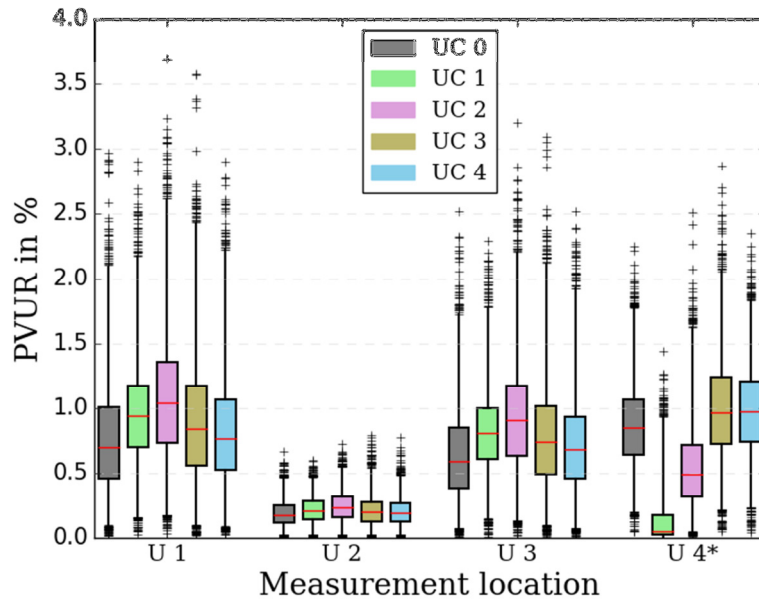 4.0
3.5
3.0
2.5
2.0
1.5
1.0
0.5
0.0
PVUR in %
UC 0
UC 1
UC 2
UC 3
UC 4
U 1 U 2 U 3 U 4*
Measurement location